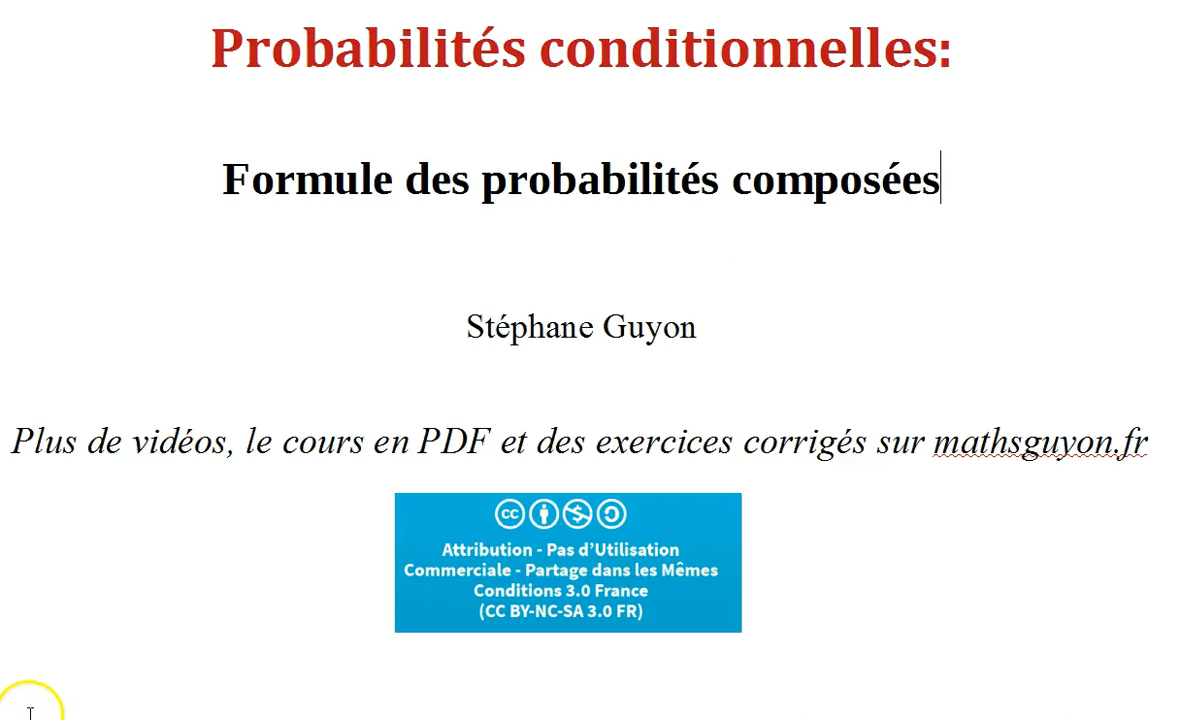 Probabilités conditionnelles:
Formule des probabilités composées
Stéphane Guyon
Plus de vidéos, le cours en PDF et des exercices corrigés sur mathsguyon.fr
cc
Attribution - Pas d'Utilisation
Commerciale - Partage dans les Mêmes
Conditions 3.0 France
(CC BY-NC-SA 3.0 FR)